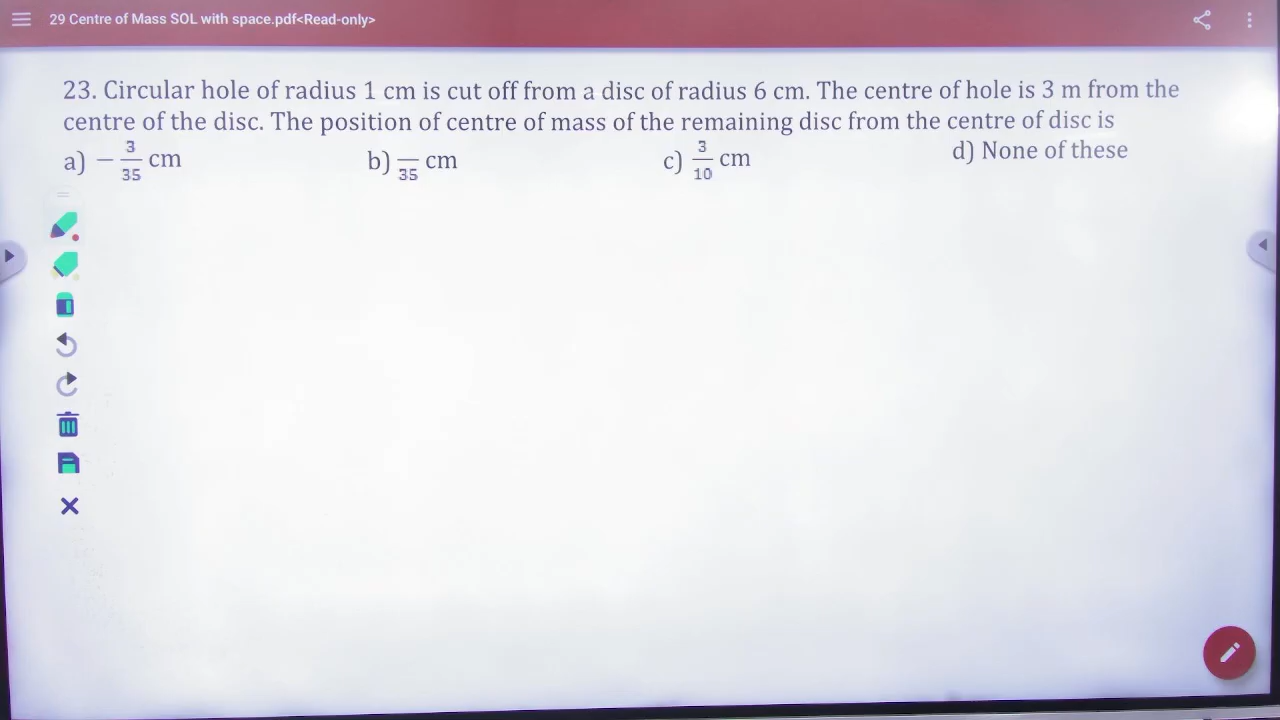 29 Centre of Mass SOL with space.pdf<Read-only>
23. Circular hole of radius 1 cm is cut off from a disc of radius 6 cm. The centre of hole is 3 m from the
centre of the disc. The position of centre of mass of the remaining disc from the centre of disc is
a) −3/35 cm b) /35 cm c) 3/10 cm d) None of these